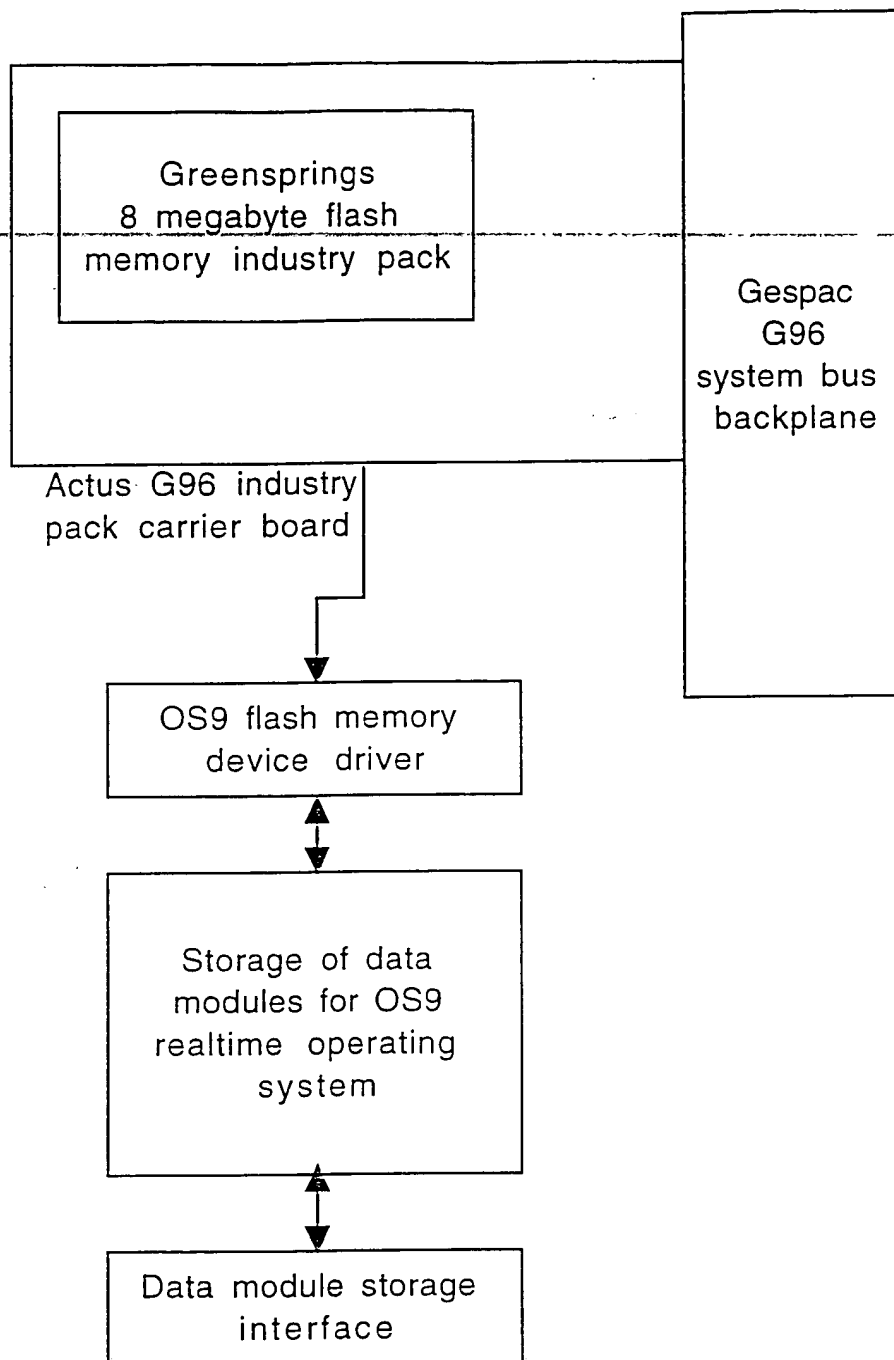 Greensprings
8 megabyte flash
memory industry pack
Gespac
G96
system bus
backplane
Actus G96 industry
pack carrier board
OS9 flash memory
device driver
Storage of data
modules for OS9
realtime operating
system
Data module storage
interface